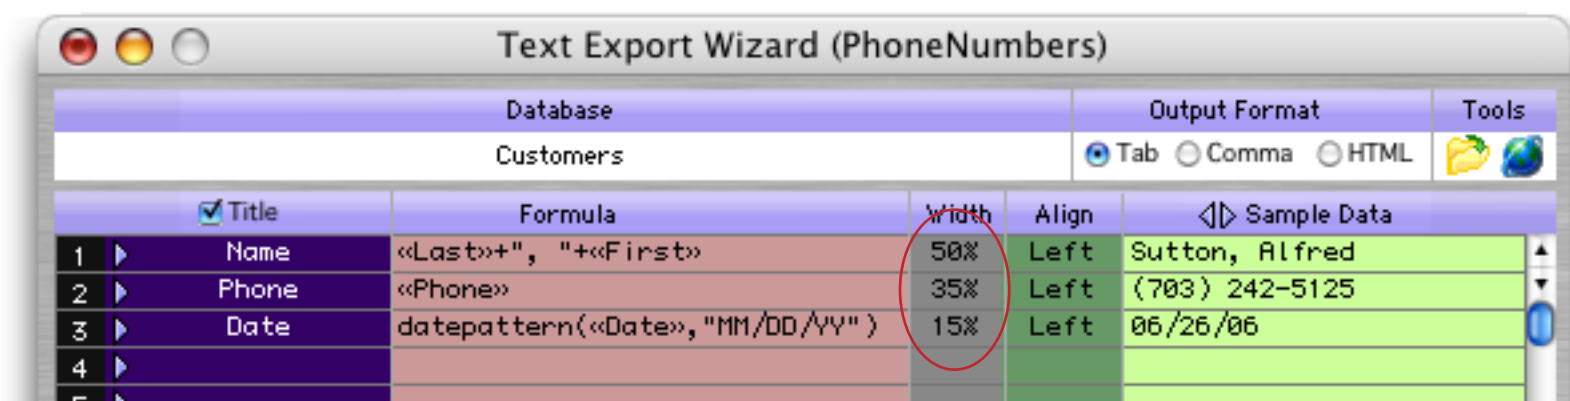 Text Export Wizard (PhoneNumbers)
Database Output Format Tools
Customers Tab Comma HTML
Title Formula Width Align Sample Data
1 Name «Last»+", "+«First» 50% Left Sutton, Alfred
2 Phone «Phone» 35% Left (703) 242-5125
3 Date datepattern(«Date»,"MM/DD/YY") 15% Left 06/26/06
4